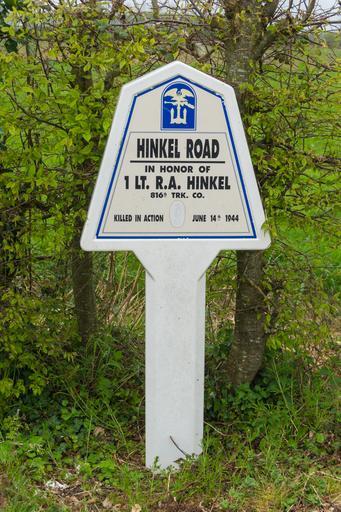 HINKEL ROAD
IN HONOR OF
1 LT. R.A. HINKEL
816th TRK. CO.
KILLED IN ACTION JUNE 14th 1944